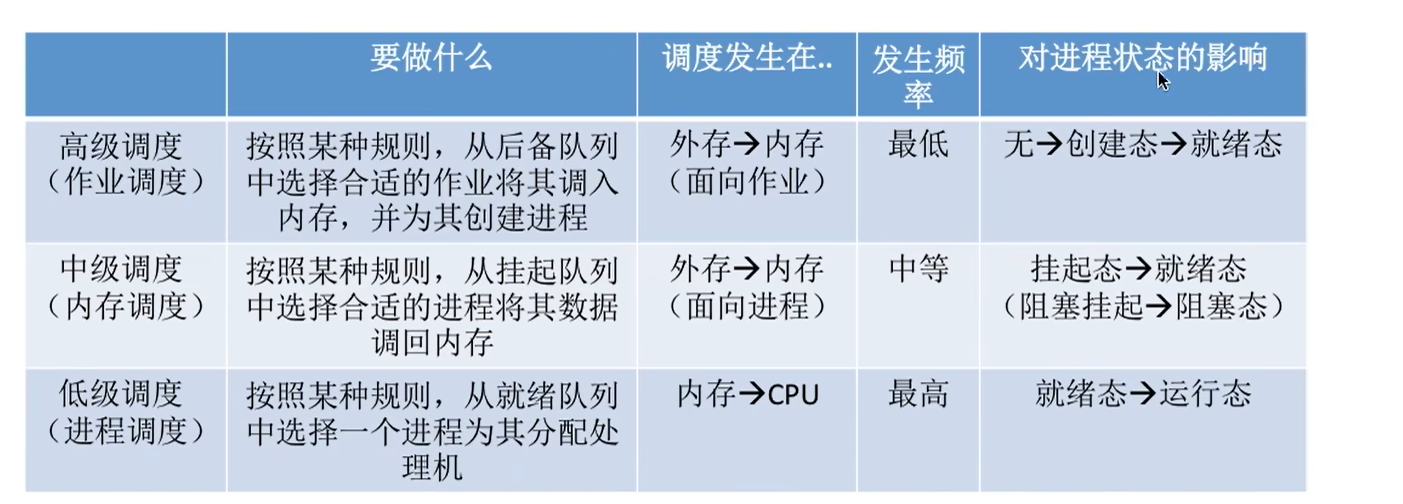 要做什么
调度发生在..
发生频
率
对进程状态的影响
高级调度
（作业调度）
按照某种规则，从后备队列
中选择合适的作业将其调入
内存，并为其创建进程
外存→内存
（面向作业）
最低
无→创建态→就绪态
中级调度
（内存调度）
按照某种规则，从挂起队列
中选择合适的进程将其数据
调回内存
外存→内存
（面向进程）
中等
挂起态→就绪态
（阻塞挂起→阻塞态）
低级调度
（进程调度）
按照某种规则，从就绪队列
中选择一个进程为其分配处
理机
内存→CPU
最高
就绪态→运行态